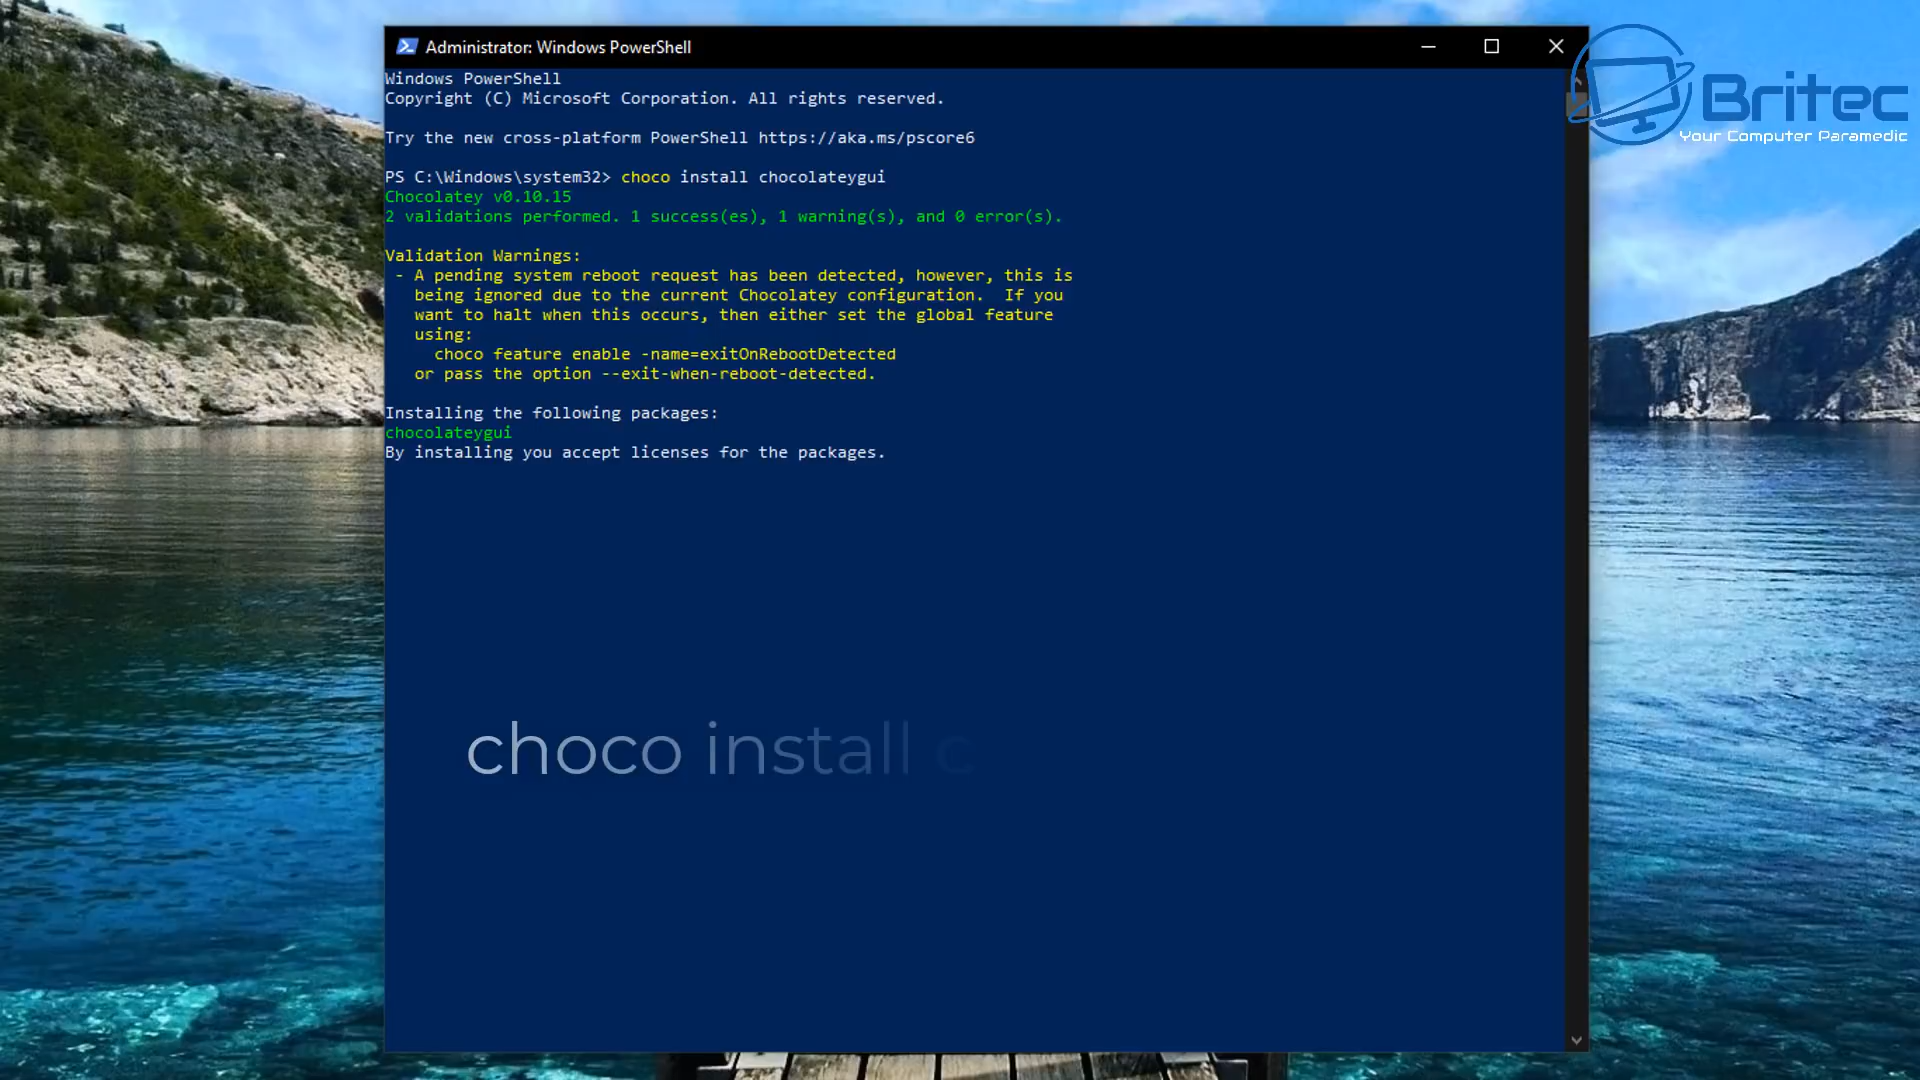 Administrator: Windows PowerShell
Britec
Your Computer Paramedic
Windows PowerShell
Copyright (C) Microsoft Corporation. All rights reserved.
Try the new cross-platform PowerShell https://aka.ms/pscore6
PS C:\Windows\system32> choco install chocolateygui
Chocolatey v0.10.15
2 validations performed. 1 success(es), 1 warning(s), and 0 error(s).
Validation Warnings:
- A pending system reboot request has been detected, however, this is
being ignored due to the current Chocolatey configuration.  If you
want to halt when this occurs, then either set the global feature
using:
choco feature enable -name=exitOnRebootDetected
or pass the option --exit-when-reboot-detected.
Installing the following packages:
chocolateygui
By installing you accept licenses for the packages.
choco install c